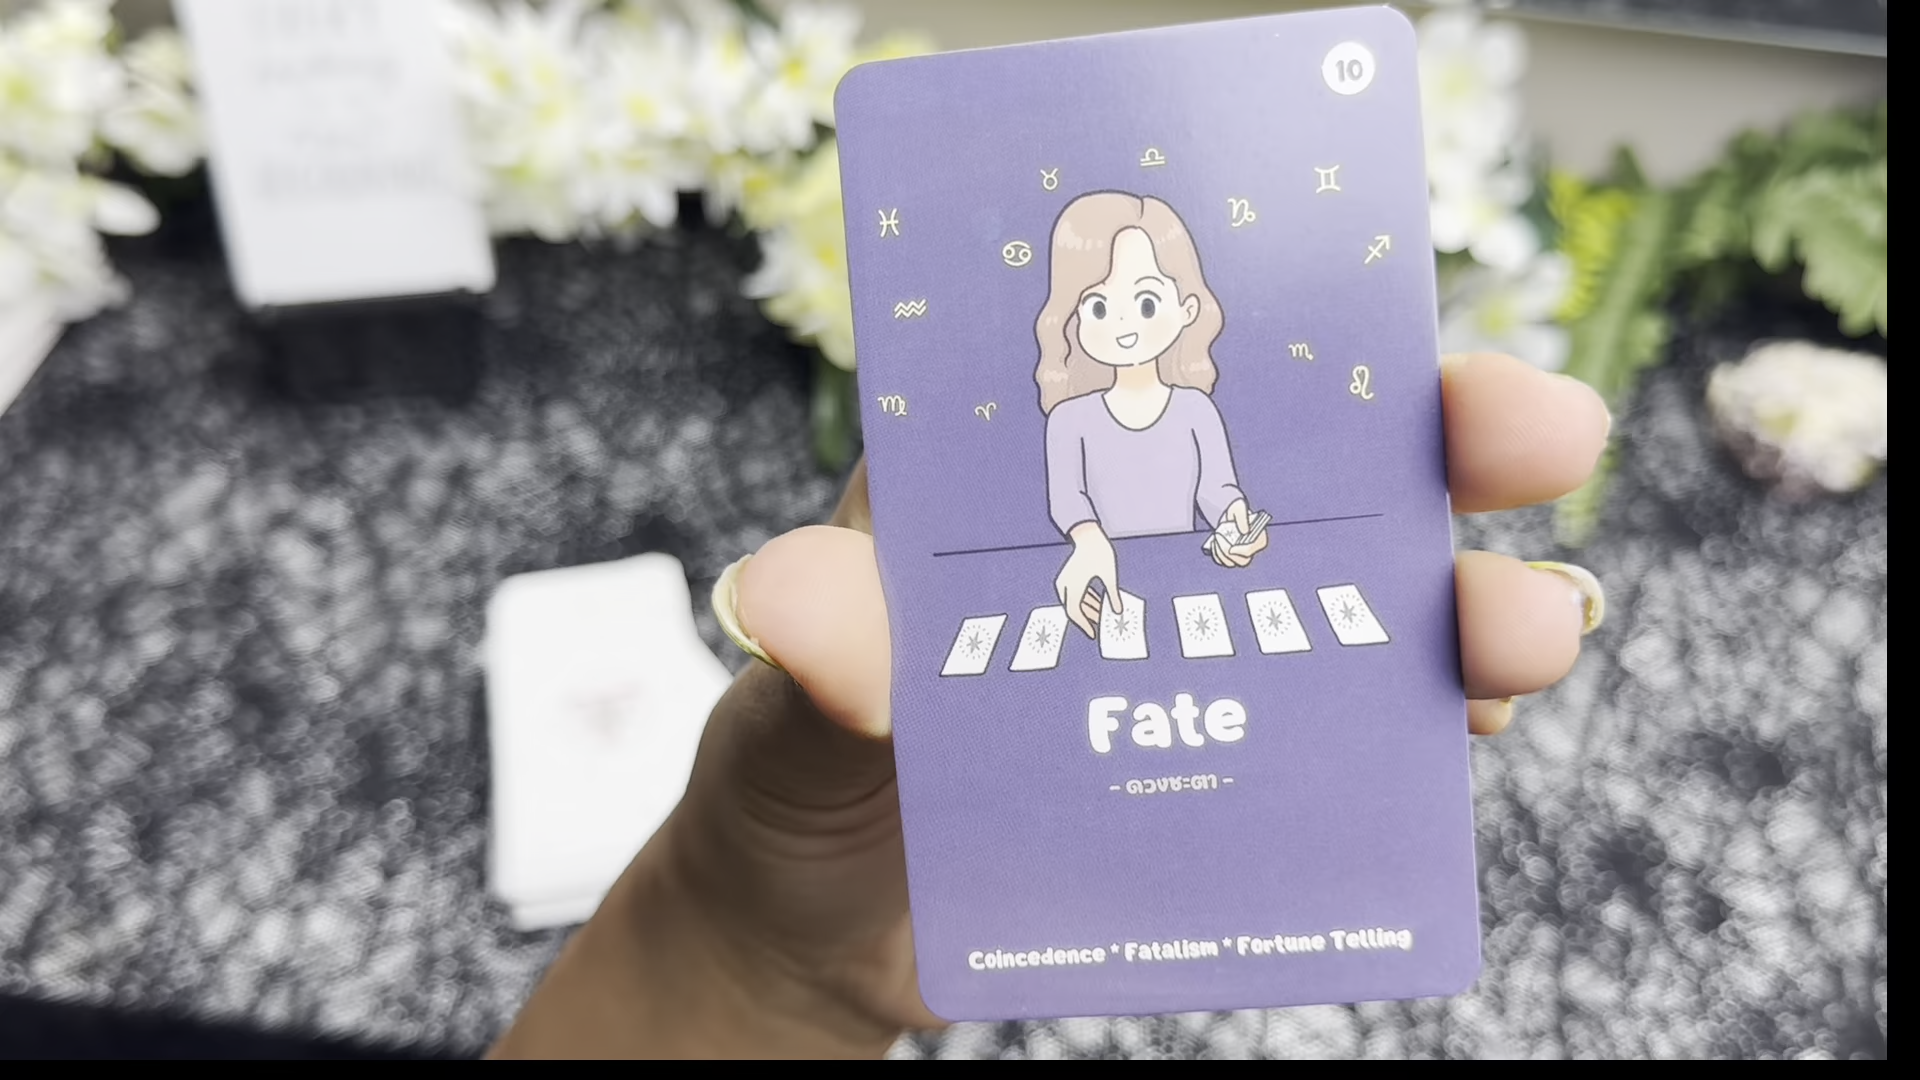 10
Fate
- ดวงชะตา -
Coincedence * Fatalism * Fortune Telling